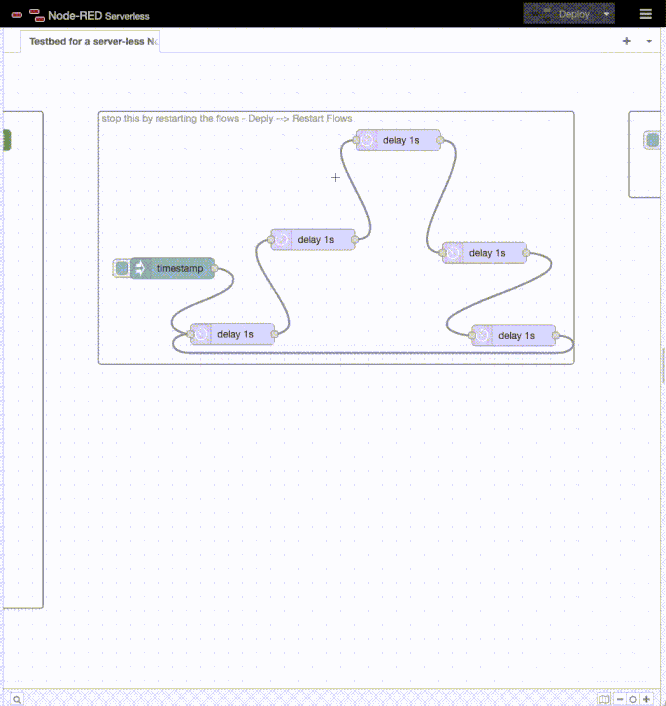 Node-RED Serverless
Deploy
Testbed for a server-less N
stop this by restarting the flows - Deply --> Restart Flows
delay 1s
delay 1s
delay 1s
timestamp
delay 1s
delay 1s